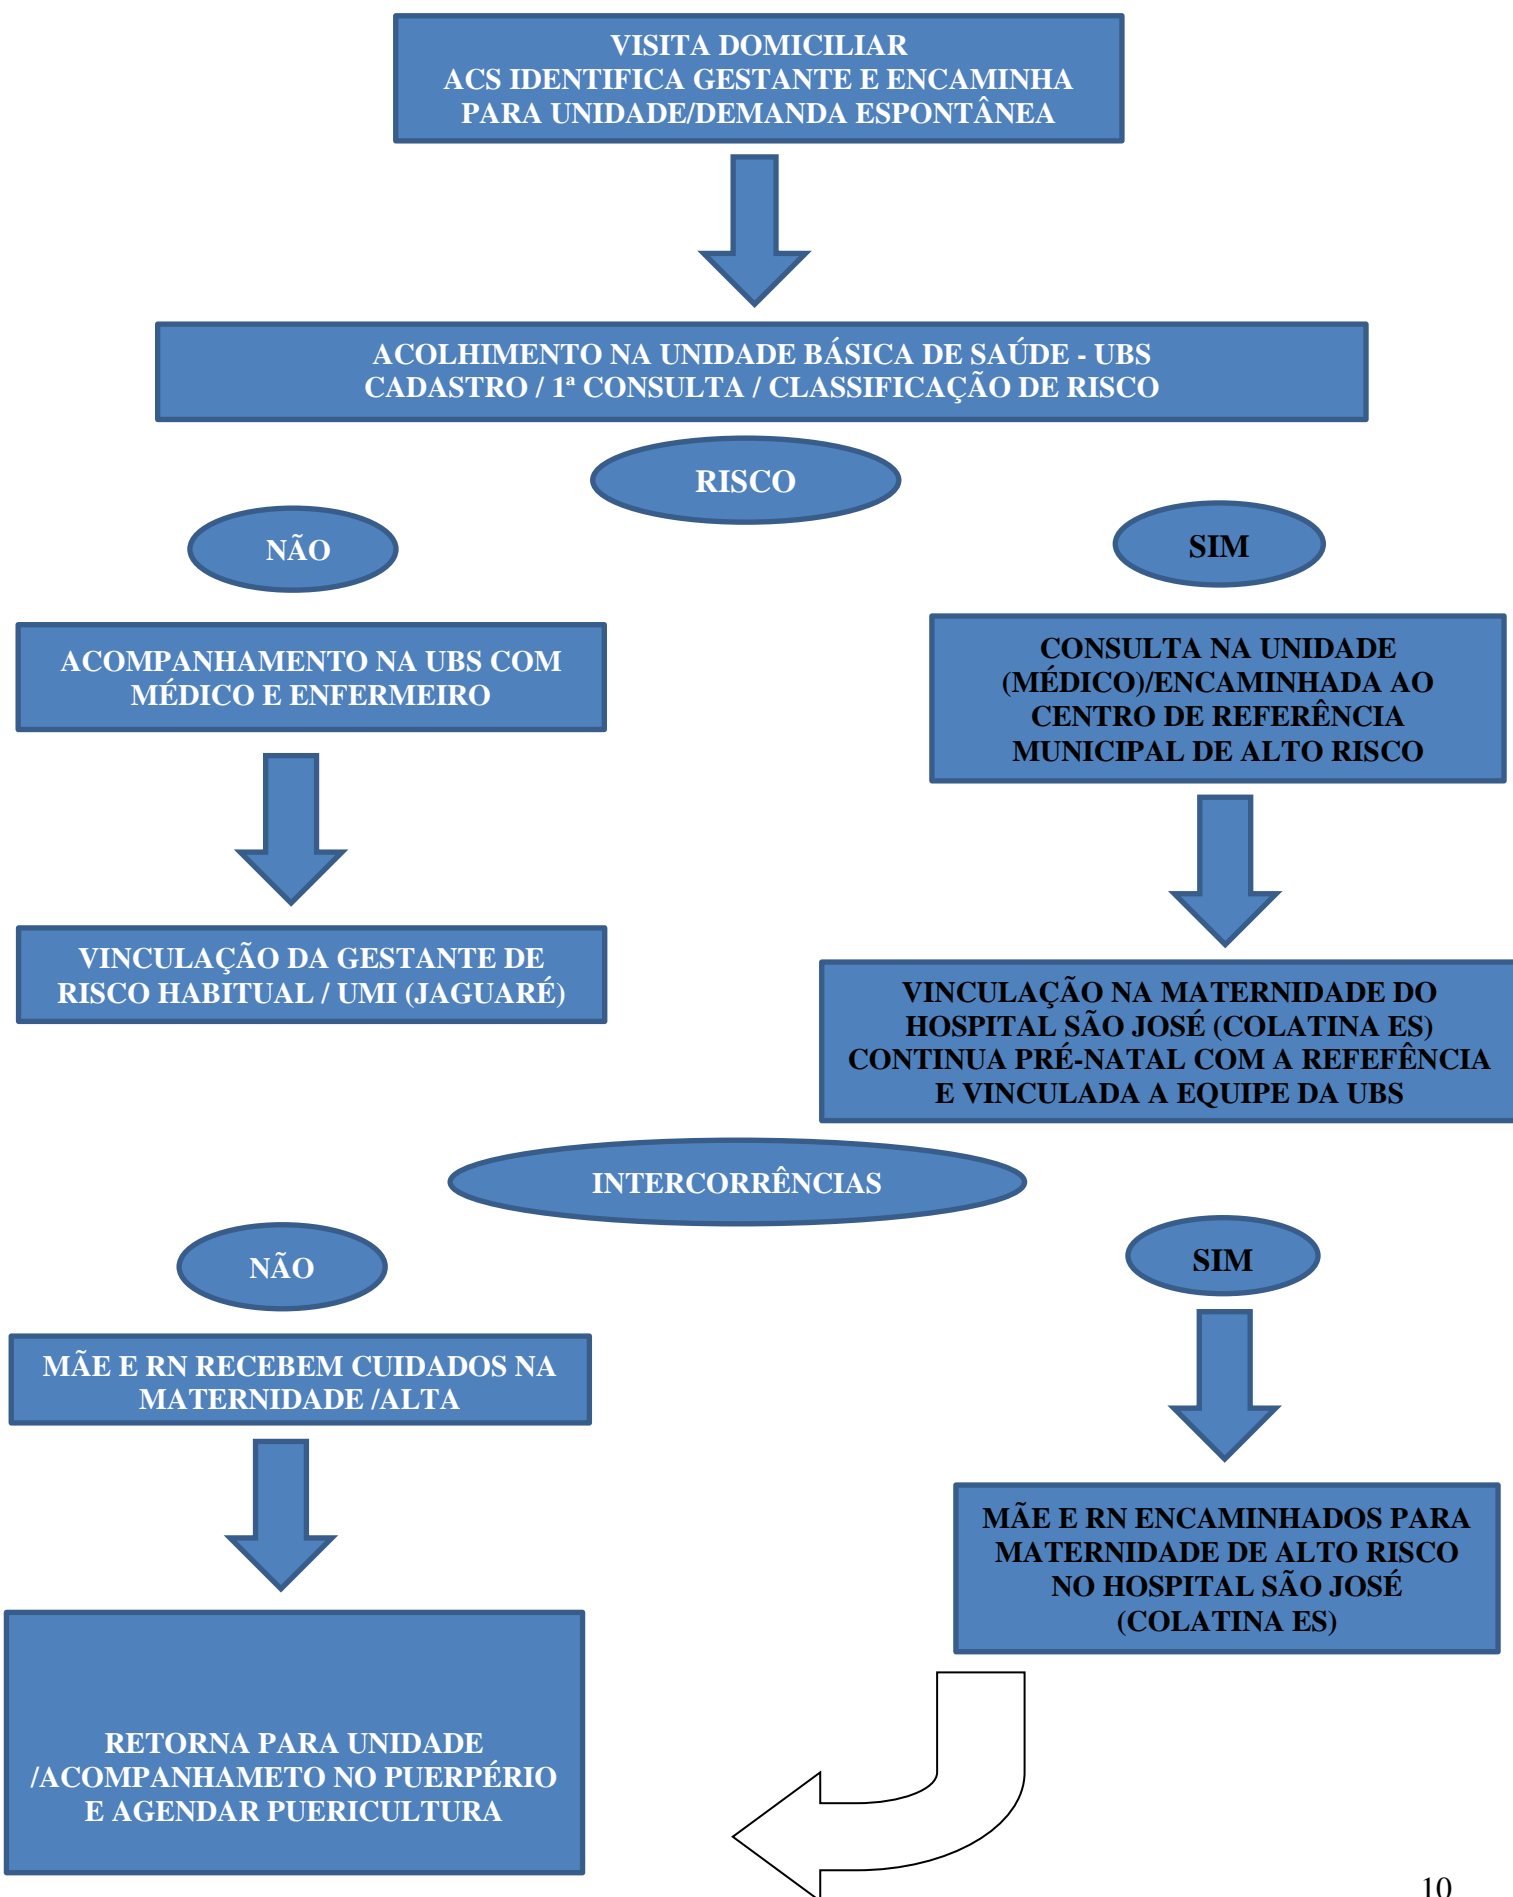 VISITA DOMICILIAR
ACS IDENTIFICA GESTANTE E ENCAMINHA
PARA UNIDADE/DEMANDA ESPONTÂNEA
ACOLHIMENTO NA UNIDADE BÁSICA DE SAÚDE - UBS
CADASTRO / 1ª CONSULTA / CLASSIFICAÇÃO DE RISCO
RISCO
NÃO
SIM
ACOMPANHAMENTO NA UBS COM
MÉDICO E ENFERMEIRO
CONSULTA NA UNIDADE
(MÉDICO)/ENCAMINHADA AO
CENTRO DE REFERÊNCIA
MUNICIPAL DE ALTO RISCO
VINCULAÇÃO DA GESTANTE DE
RISCO HABITUAL / UMI (JAGUARÉ)
VINCULAÇÃO NA MATERNIDADE DO
HOSPITAL SÃO JOSÉ (COLATINA ES)
CONTINUA PRÉ-NATAL COM A REFEFÊNCIA
E VINCULADA A EQUIPE DA UBS
INTERCORRÊNCIAS
NÃO
SIM
MÃE E RN RECEBEM CUIDADOS NA
MATERNIDADE /ALTA
MÃE E RN ENCAMINHADOS PARA
MATERNIDADE DE ALTO RISCO
NO HOSPITAL SÃO JOSÉ
(COLATINA ES)
RETORNA PARA UNIDADE
/ACOMPANHAMETO NO PUERPÉRIO
E AGENDAR PUERICULTURA
10